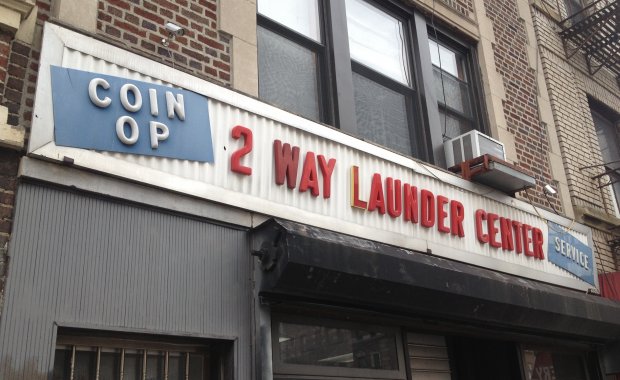 COIN
OP
2 WAY LAUNDER CENTER
SERVICE